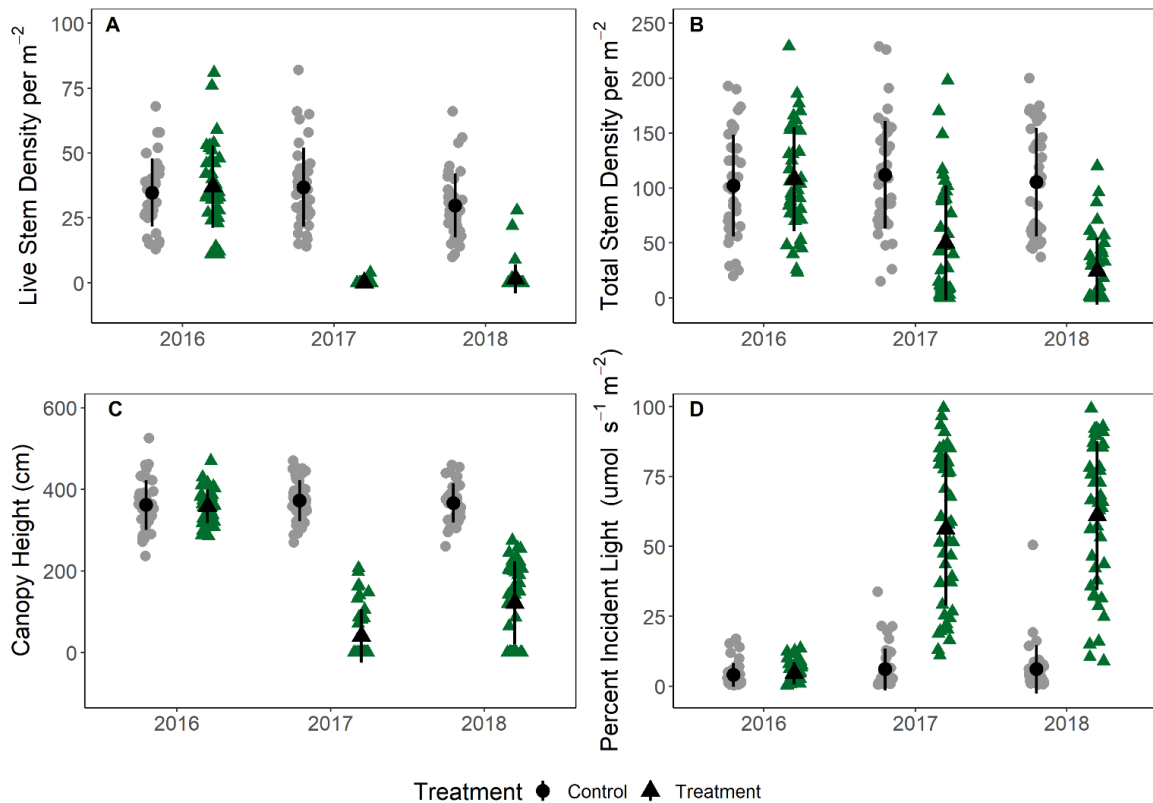 A
Live Stem Density per m⁻²
100
75
50
25
0
2016 2017 2018
B
Total Stem Density per m⁻²
250
200
150
100
50
0
2016 2017 2018
C
Canopy Height (cm)
600
400
200
0
2016 2017 2018
D
Percent Incident Light (umol s⁻¹ m⁻²)
100
75
50
25
0
2016 2017 2018
Treatment Control Treatment